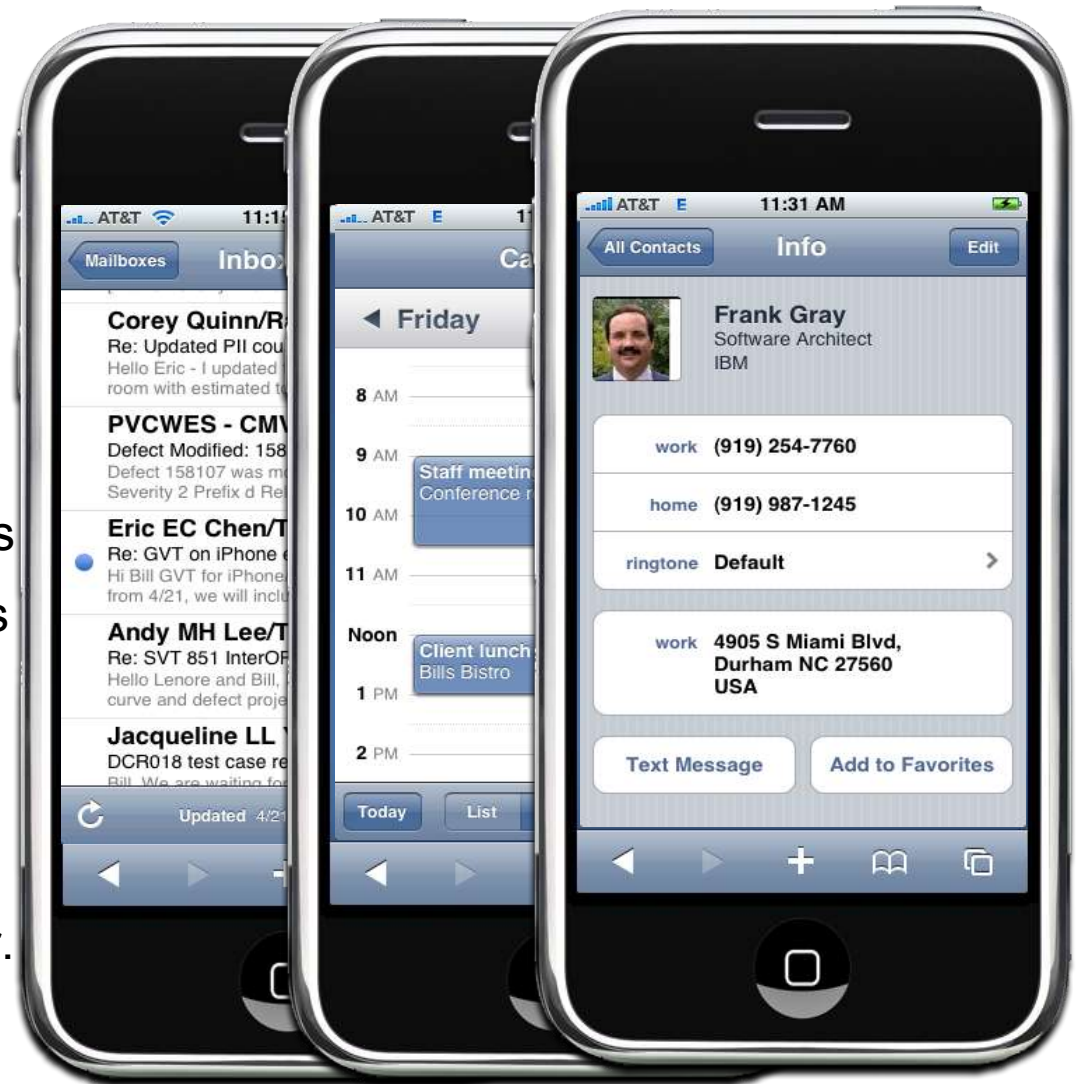 AT&T
11:1
Mailboxes
Inbo
Corey Quinn/R
Re: Updated PII cou
Hello Eric - I updated
room with estimated t
PVCWES - CMV
Defect Modified: 158
Defect 158107 was m
Severity 2 Prefix d Rel
Eric EC Chen/T
Re: GVT on iPhone e
Hi Bill GVT for iPhone
from 4/21, we will inclu
Andy MH Lee/T
Re: SVT 851 InterOP
Hello Lenore and Bill,
curve and defect proje
Jacqueline LL
DCR018 test case re
Bill, We are waiting for
Updated 4/21
AT&T E
11
Ca
Friday
8 AM
9 AM
Staff meetin
Conference r
10 AM
11 AM
Noon
Client lunch
Bills Bistro
1 PM
2 PM
Today List
AT&T E 11:31 AM
All Contacts Info Edit
Frank Gray
Software Architect
IBM
work (919) 254-7760
home (919) 987-1245
ringtone Default
work 4905 S Miami Blvd,
Durham NC 27560
USA
Text Message Add to Favorites
s
s
.